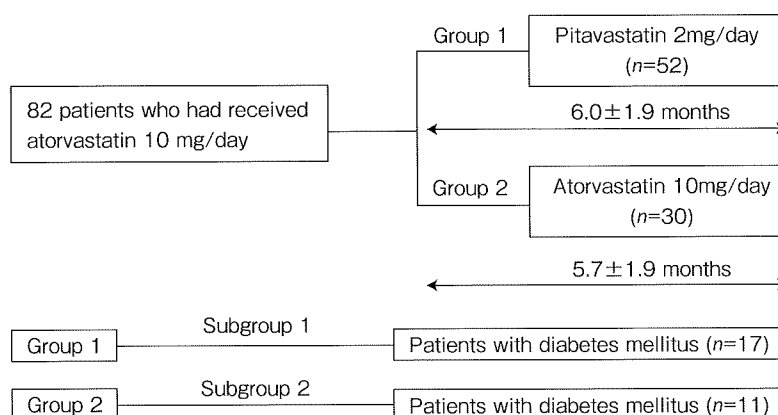 Group 1
Pitavastatin 2mg/day
(n=52)
82 patients who had received
atorvastatin 10 mg/day
6.0±1.9 months
Group 2
Atorvastatin 10mg/day
(n=30)
5.7±1.9 months
Group 1
Subgroup 1
Patients with diabetes mellitus (n=17)
Group 2
Subgroup 2
Patients with diabetes mellitus (n=11)